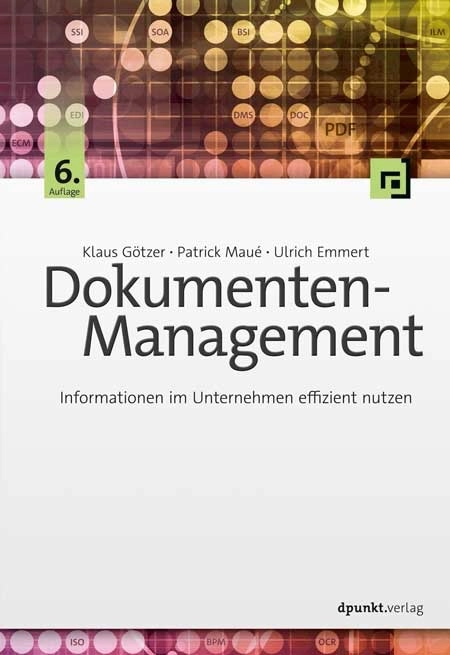 SSI
SOA
BSI
ILM
EDI
DMS
DOC
PDF
ECM
6.
Auflage
Klaus Götzer · Patrick Maué · Ulrich Emmert
Dokumenten-
Management
Informationen im Unternehmen effizient nutzen
dpunkt.verlag
ISO
BPM
OCR